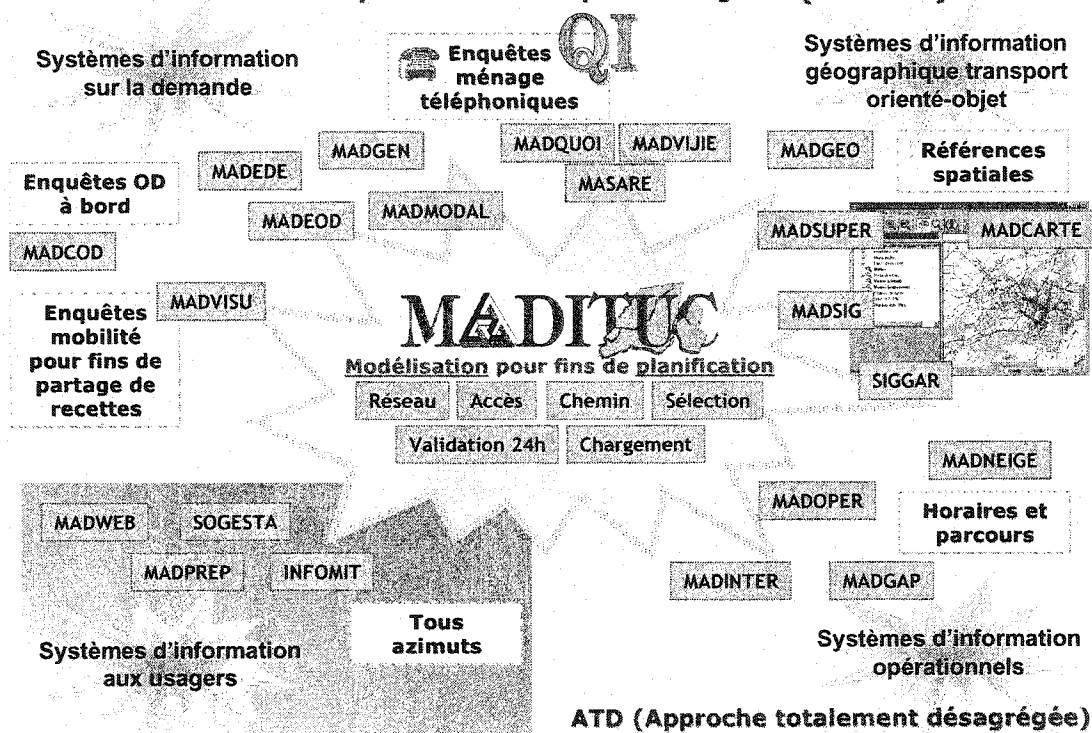 Systèmes d'information
sur la demande
Enquêtes
ménage
téléphoniques
QI
Systèmes d'information
géographique transport
orienté-objet
MADGEN
MADQUOI
MADVIJIE
MADGEO
Références
spatiales
Enquêtes OD
à bord
MADEDE
MASARE
MADEOD
MADMODAL
MADSUPER
MADCARTE
MADCOD
Enquêtes
mobilité
pour fins de
partage de
recettes
MADVISU
MADITUC
Modélisation pour fins de planification
MADSIG
SIGGAR
Réseau
Accès
Chemin
Sélection
Validation 24h
Chargement
MADNEIGE
MADOPER
Horaires et
parcours
MADWEB
SOGESTA
MADPREP
INFOMIT
MADINTER
MADGAP
Tous
azimuts
Systèmes d'information
aux usagers
Systèmes d'information
opérationnels
ATD (Approche totalement désagrégée)